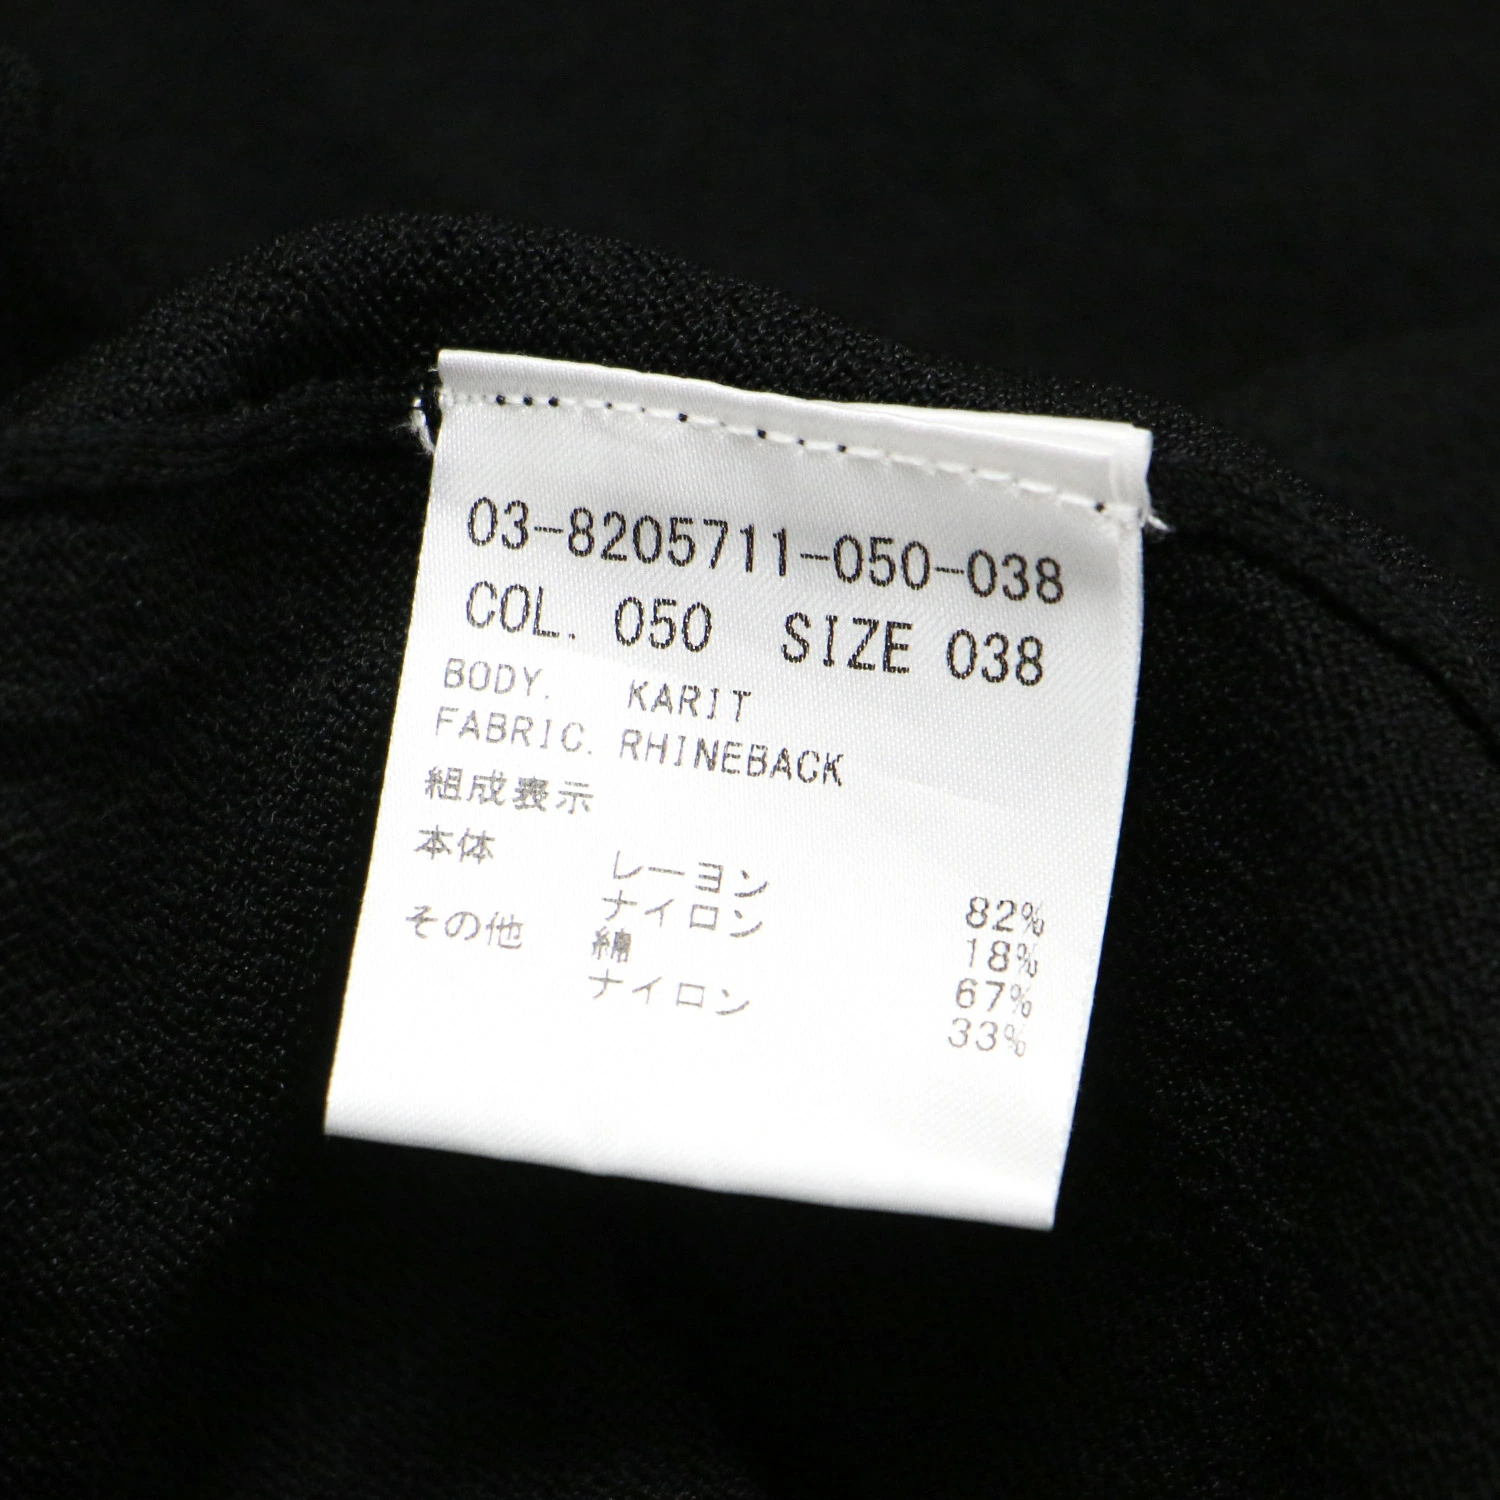 03-8205711-050-038
COL. 050 SIZE 038
BODY. KARIT
FABRIC. RHINEBACK
組成表示
本体 レーヨン 82%
ナイロン 18%
その他 綿 67%
ナイロン 33%